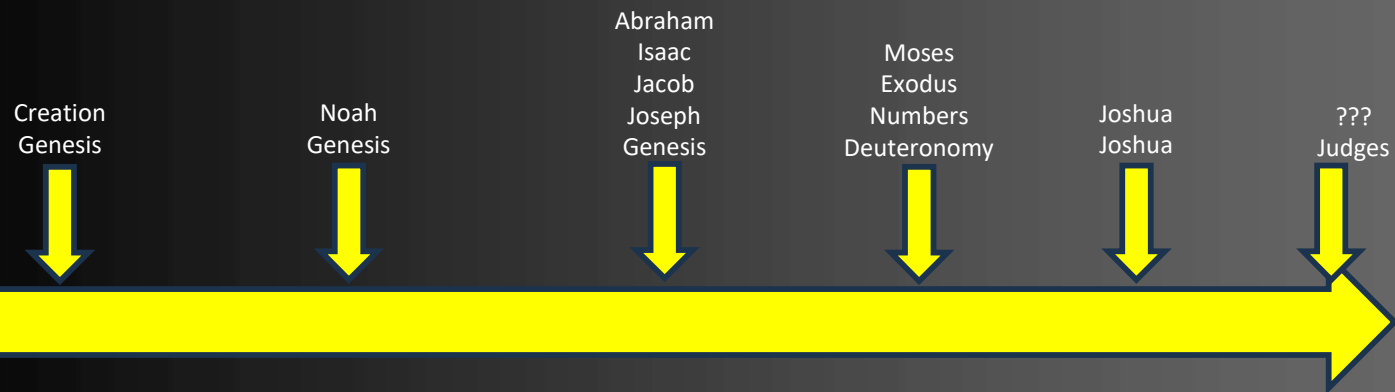 Creation
Genesis
Noah
Genesis
Abraham
Isaac
Jacob
Joseph
Genesis
Moses
Exodus
Numbers
Deuteronomy
Joshua
Joshua
???
Judges